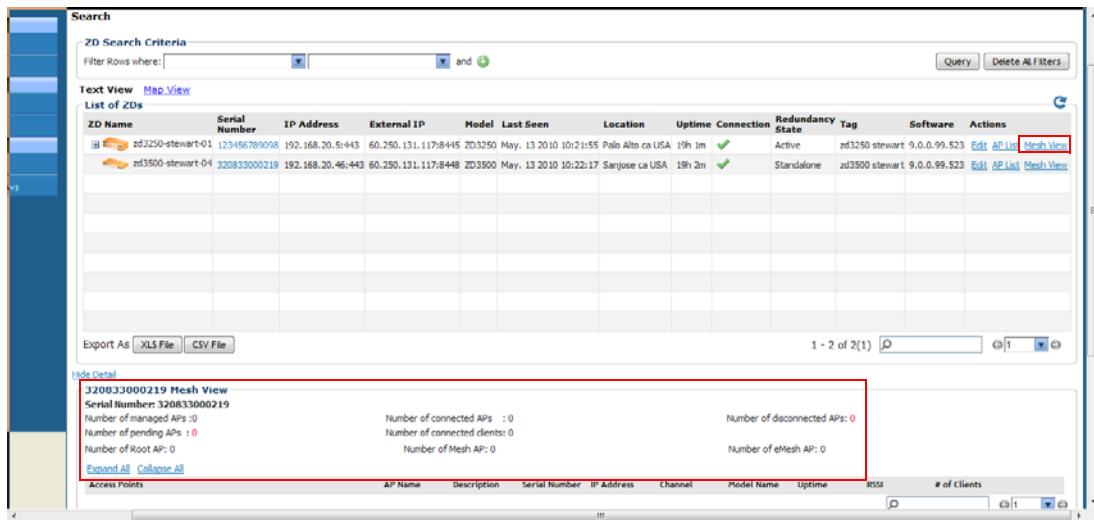 Search
ZD Search Criteria
Filter Rows where: and Query Delete All Filters
Text View Map View
List of ZDs
ZD Name Serial Number IP Address External IP Model Last Seen Location Uptime Connection Redundancy State Tag Software Actions
zd3250-stewart-01 123456789098 192.168.20.5:443 60.250.131.117:8445 ZD3250 May. 13 2010 10:21:55 Palo Alto ca USA 19h 1m Active zd3250 stewart 9.0.0.99.523 Edit AP List Mesh View
zd3500-stewart-04 320833000219 192.168.20.46:443 60.250.131.117:8448 ZD3500 May. 13 2010 10:22:17 Sanjose ca USA 19h 2m Standalone zd3500 stewart 9.0.0.99.523 Edit AP List Mesh View
Export As XLS File CSV File 1 - 2 of 2(1) 1
Hide Detail
320833000219 Mesh View
Serial Number: 320833000219
Number of managed APs :0 Number of connected APs : 0 Number of disconnected APs: 0
Number of pending APs : 0 Number of connected clients: 0
Number of Root AP: 0 Number of Mesh AP: 0 Number of eMesh AP: 0
Expand All Collapse All
Access Points AP Name Description Serial Number IP Address Channel Model Name Uptime RSSI # of Clients
1